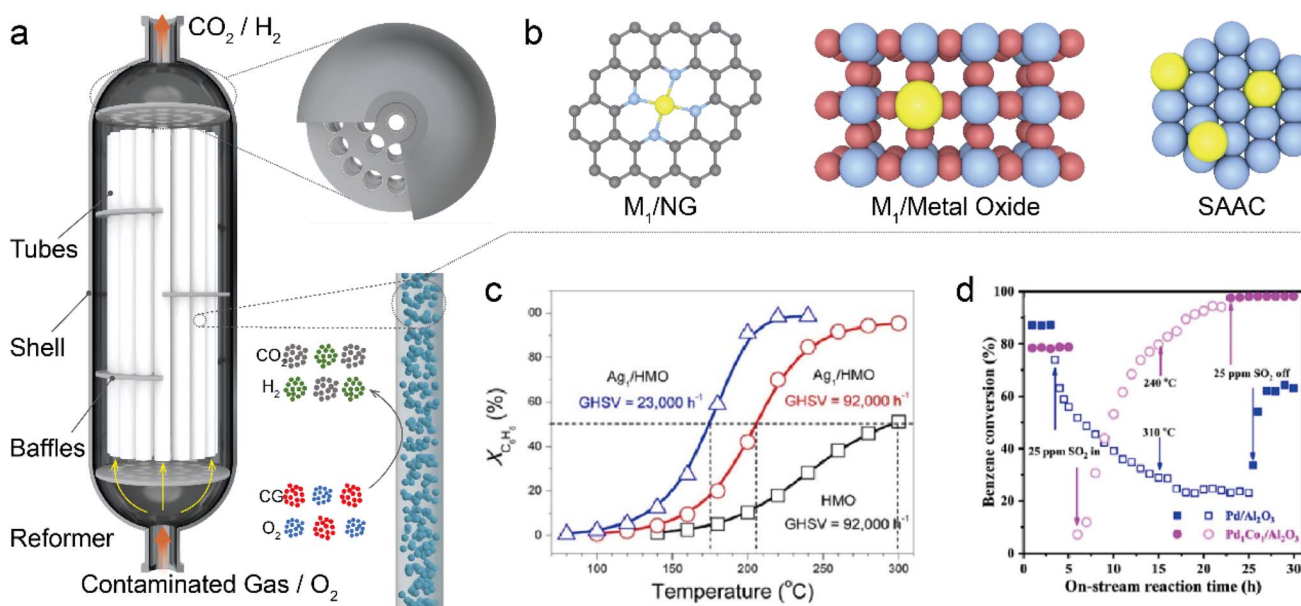 a
CO2 / H2
Tubes
Shell
Baffles
Reformer
Contaminated Gas / O2
CO2
H2
CG
O2
b
M1/NG
M1/Metal Oxide
SAAC
c
XC6H6 (%)
00
80
60
40
20
0
100
150
200
250
300
Temperature (°C)
Ag1/HMO
GHSV = 23,000 h⁻¹
Ag1/HMO
GHSV = 92,000 h⁻¹
HMO
GHSV = 92,000 h⁻¹
d
Benzene conversion (%)
100
80
60
40
20
0
0
5
10
15
20
25
30
On-stream reaction time (h)
25 ppm SO2 in
240 °C
310 °C
25 ppm SO2 off
Pd/Al2O3
Pd1Co1/Al2O3